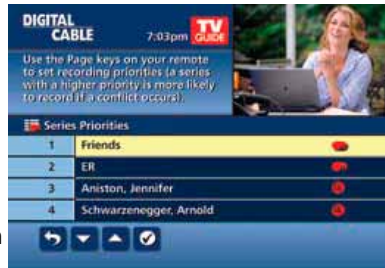 DIGITAL
CABLE
7:03pm
TV
GUIDE
Use the Page keys on your remote
to set recording priorities (a series
with a higher priority is more likely
to record if a conflict occurs).
Series Priorities
1 Friends
2 ER
3 Aniston, Jennifer
4 Schwarzenegger, Arnold